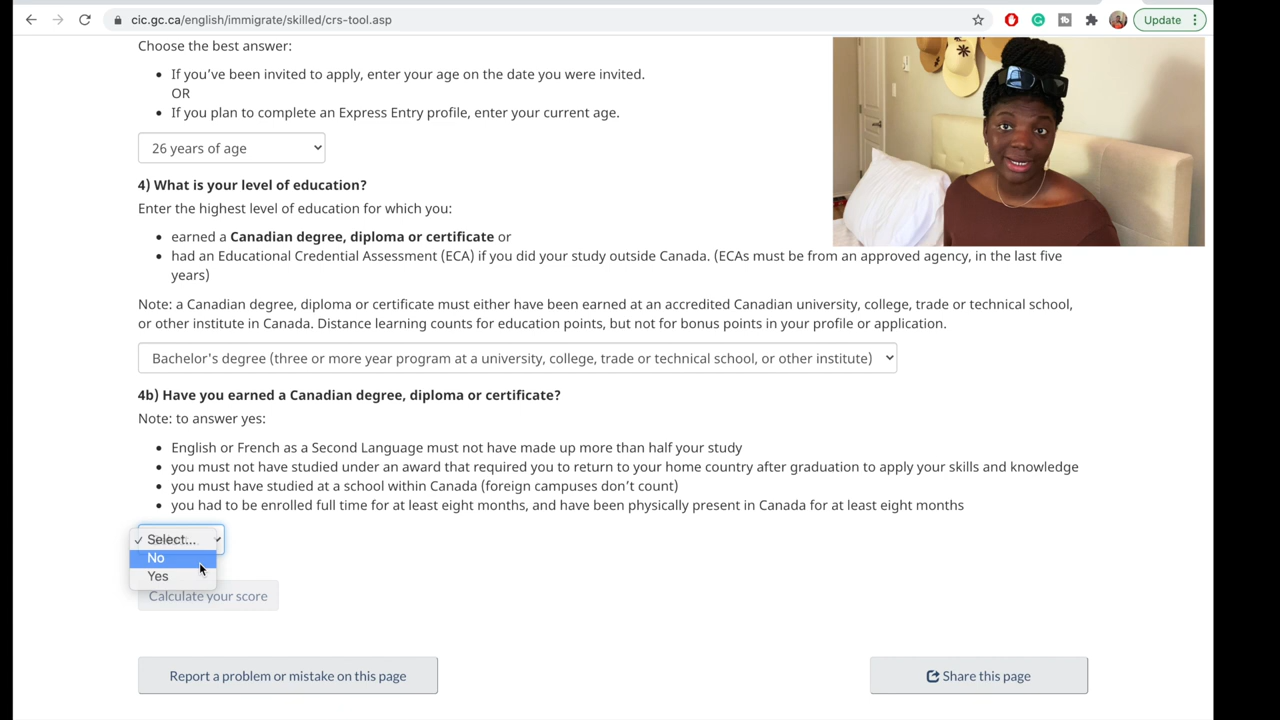 cic.gc.ca/english/immigrate/skilled/crs-tool.asp
Update
Choose the best answer:
If you've been invited to apply, enter your age on the date you were invited.
OR
If you plan to complete an Express Entry profile, enter your current age.
26 years of age
4) What is your level of education?
Enter the highest level of education for which you:
earned a Canadian degree, diploma or certificate or
had an Educational Credential Assessment (ECA) if you did your study outside Canada. (ECAs must be from an approved agency, in the last five
years)
Note: a Canadian degree, diploma or certificate must either have been earned at an accredited Canadian university, college, trade or technical school,
or other institute in Canada. Distance learning counts for education points, but not for bonus points in your profile or application.
Bachelor's degree (three or more year program at a university, college, trade or technical school, or other institute)
4b) Have you earned a Canadian degree, diploma or certificate?
Note: to answer yes:
English or French as a Second Language must not have made up more than half your study
you must not have studied under an award that required you to return to your home country after graduation to apply your skills and knowledge
you must have studied at a school within Canada (foreign campuses don't count)
you had to be enrolled full time for at least eight months, and have been physically present in Canada for at least eight months
✓ Select...
No
Yes
Calculate your score
Report a problem or mistake on this page
Share this page